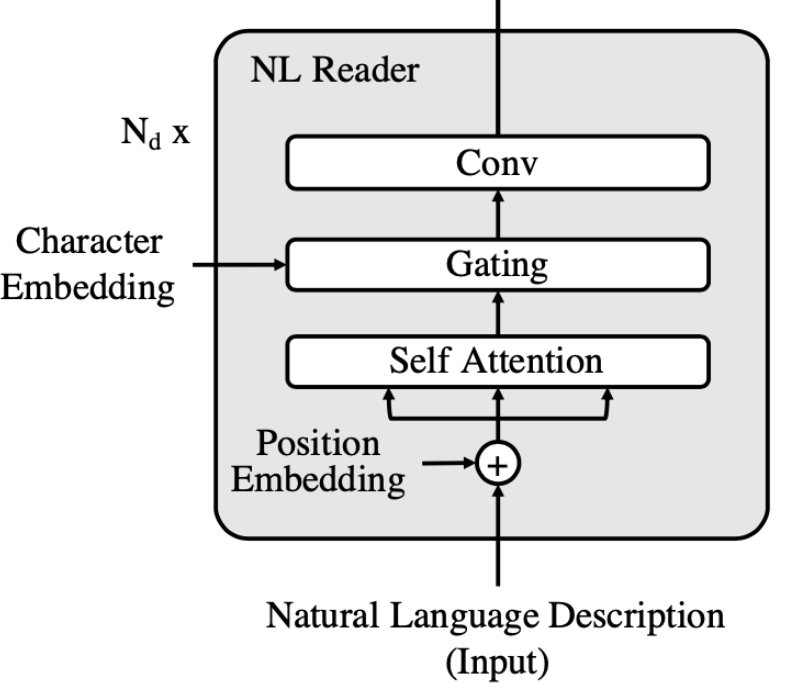 NL Reader
N_d x
Conv
Character
Embedding
Gating
Self Attention
Position
Embedding
+
Natural Language Description
(Input)